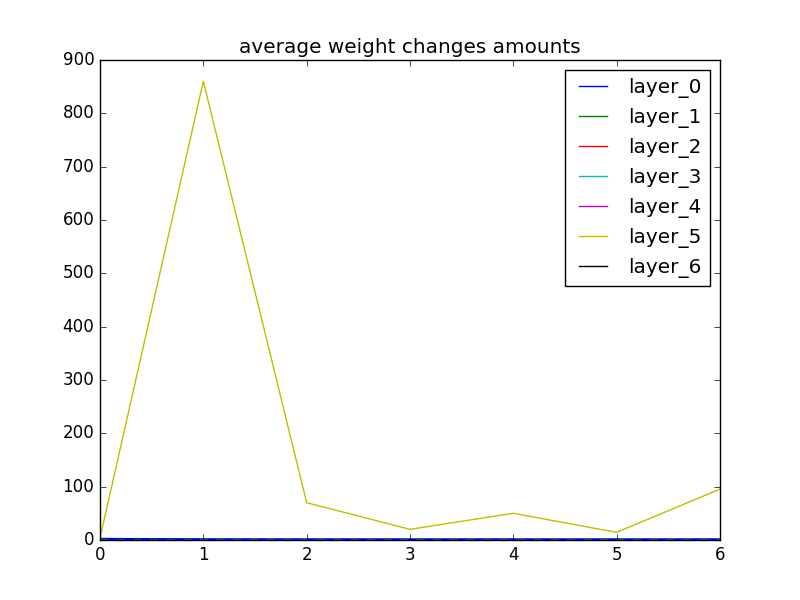 average weight changes amounts
900
800
700
600
500
400
300
200
100
0
0 1 2 3 4 5 6
layer_0
layer_1
layer_2
layer_3
layer_4
layer_5
layer_6